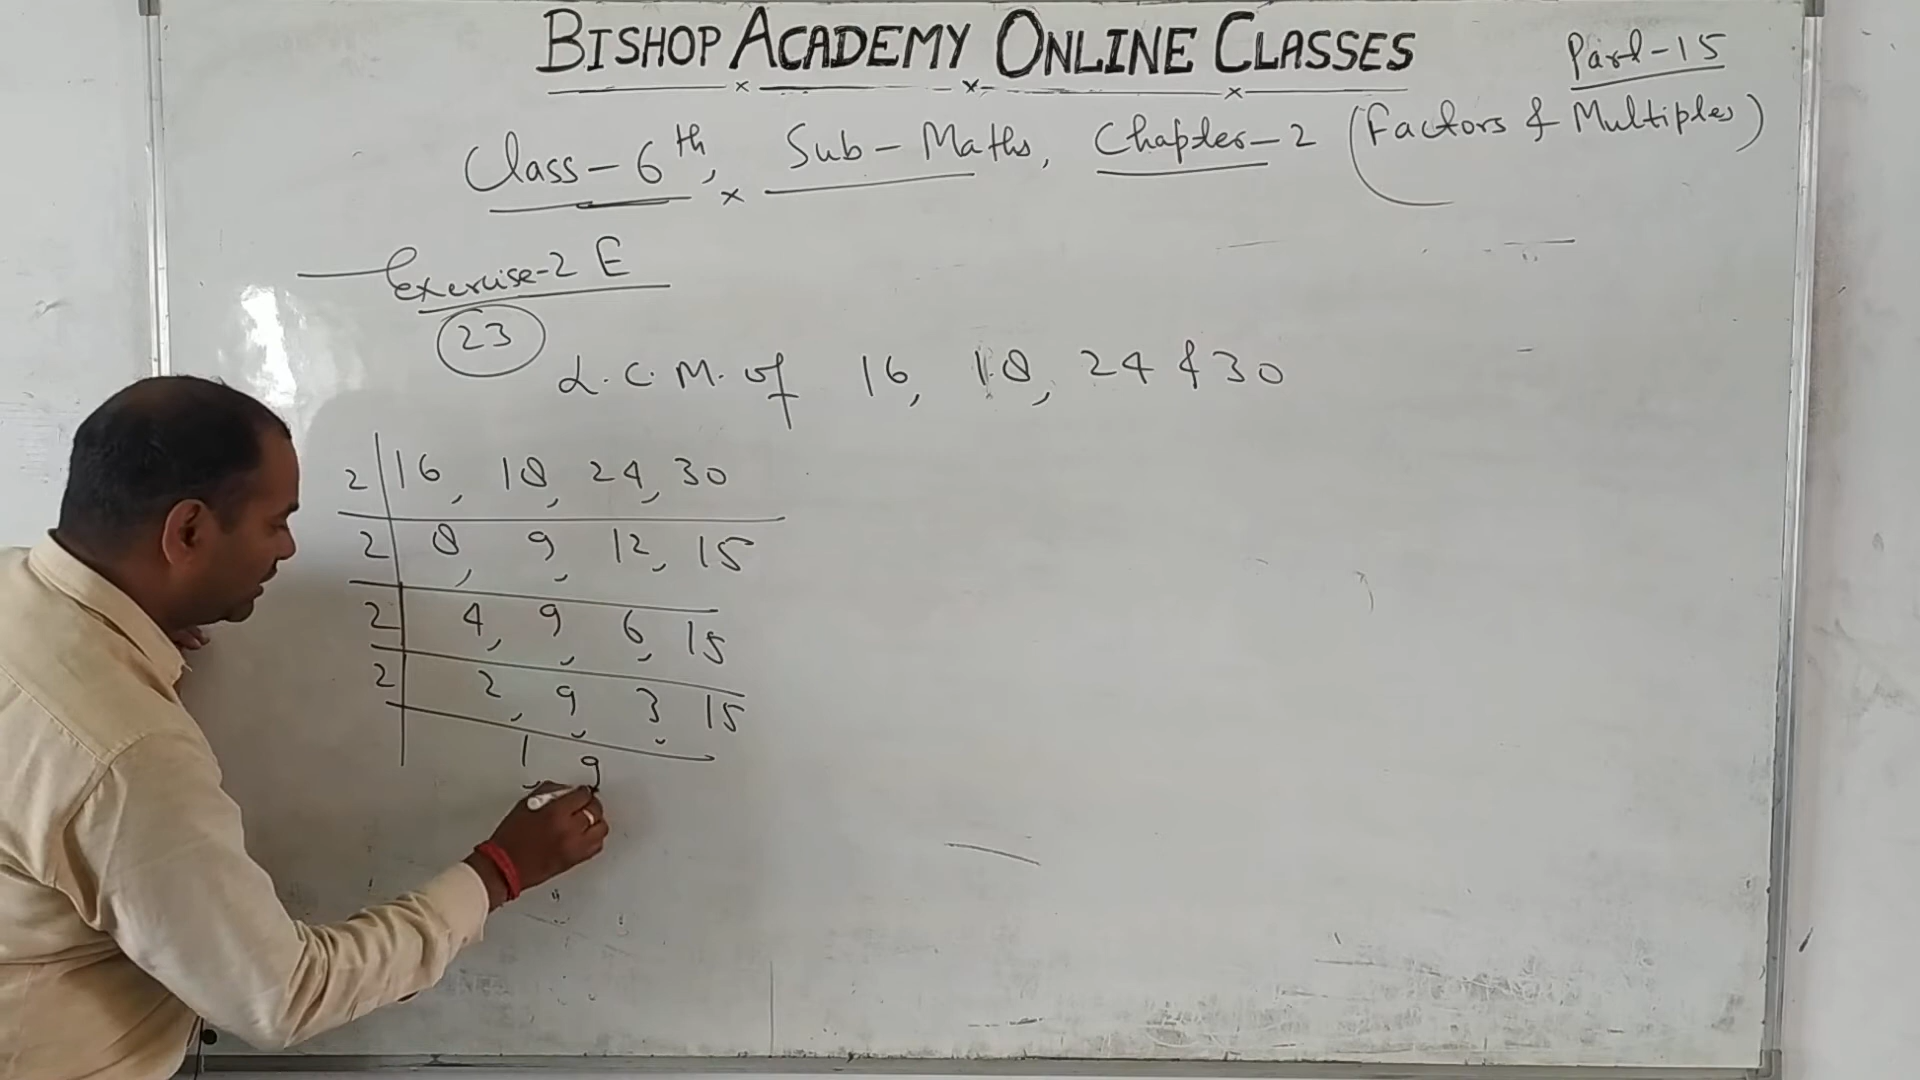 BISHOP ACADEMY ONLINE CLASSES
Part-15
Class-6th, Sub-Maths, Chapter-2 (Factors & Multiples)
Exercise-2 E
23
L.C.M. of 16, 18, 24 & 30
2 16, 18, 24, 30
2 8, 9, 12, 15
2 4, 9, 6, 15
2 2, 9, 3, 15
1, 9